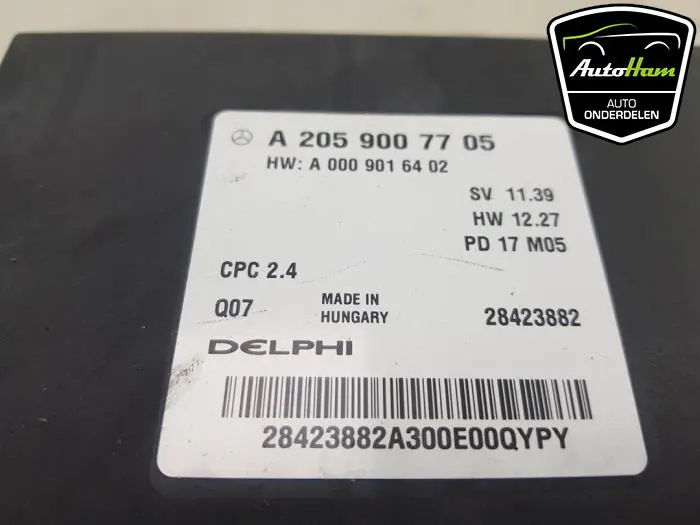 AutoHam
AUTO
ONDERDELEN
A 205 900 77 05
HW: A 000 901 64 02
SV 11.39
HW 12.27
PD 17 M05
CPC 2.4
Q07
MADE IN
HUNGARY
28423882
DELPHI
28423882A300E00QYPY